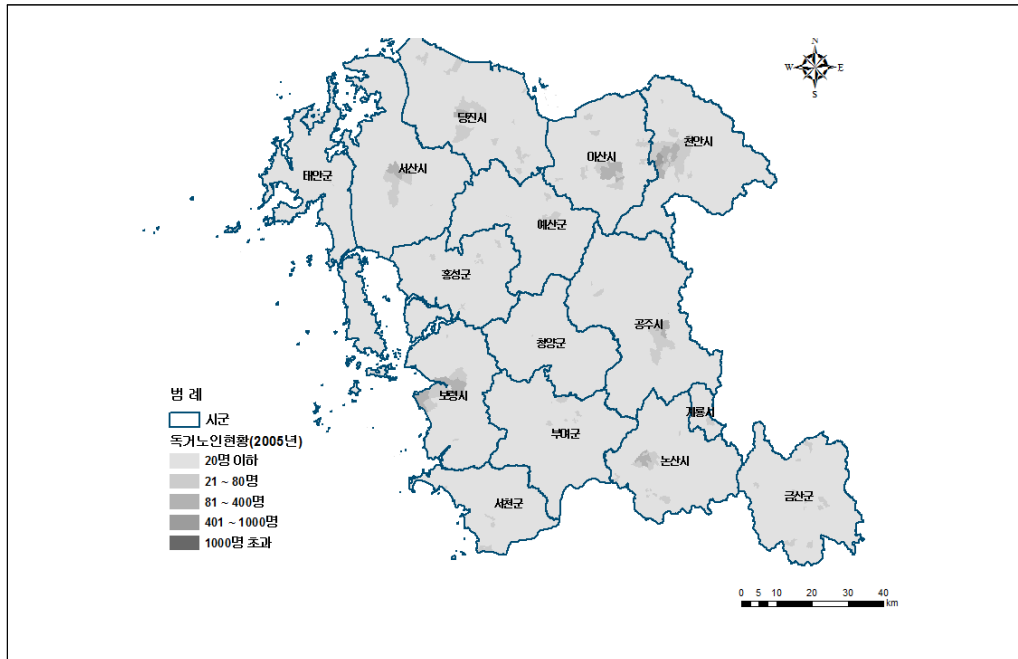 N
W E
S
당진시
아산시
천안시
서산시
태안군
예산군
홍성군
공주시
청양군
보령시
계룡시
부여군
논산시
서천군
금산군
범 례
시군
독거노인현황(2005년)
20명 이하
21 ~ 80명
81 ~ 400명
401 ~ 1000명
1000명 초과
0 5 10 20 30 40
km